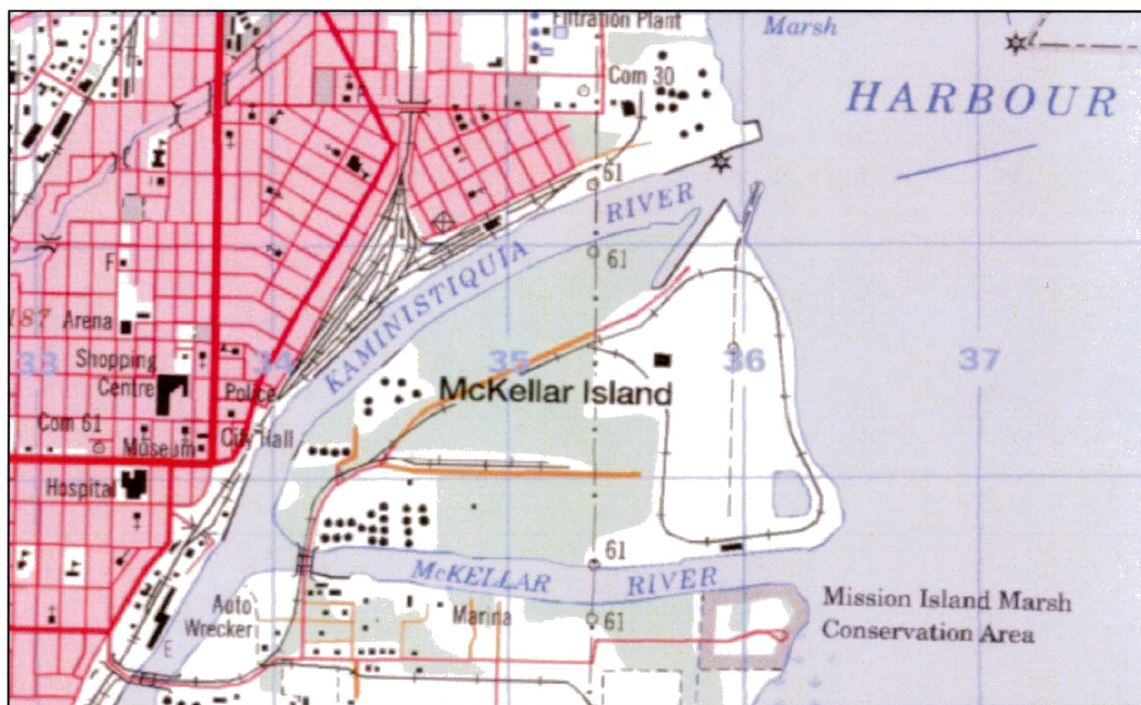 Filtration Plant
Marsh
Com 30
HARBOUR
61
KAMINISTIQUIA RIVER
61
F
187
Arena
33
34
35
36
37
Shopping
Centre
Police
McKellar Island
Com 61
Museum
City Hall
Hospital
61
McKELLAR RIVER
Auto
Wrecker
Marina
61
Mission Island Marsh
Conservation Area
E